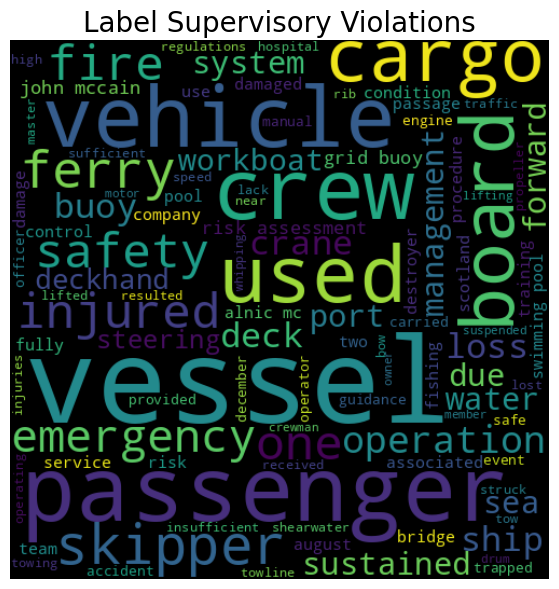 Label Supervisory Violations
regulations hospital
high fire system cargo
john mccain use damaged rib condition
vehicle passage traffic
master manual engine
sufficient
ferry workboat grid buoy board forward
motor speed lack crew management procedure propeller
buoy pool near lifting
company
officer damage control risk assessment
safety crane whipping used destroyer scotland training
deckhand
lifted resulted
injured alnic mc port carried suspended swimming pool
steering deck two bow loss
fully
injuries vessel december operator owner fishing due lost
provided guidance water
crewman member safe
emergency one operation
service risk received associated event
operating passenger struck sea
insufficient shearwater tow
team skipper august bridge ship
towing accident towline sustained drum trapped